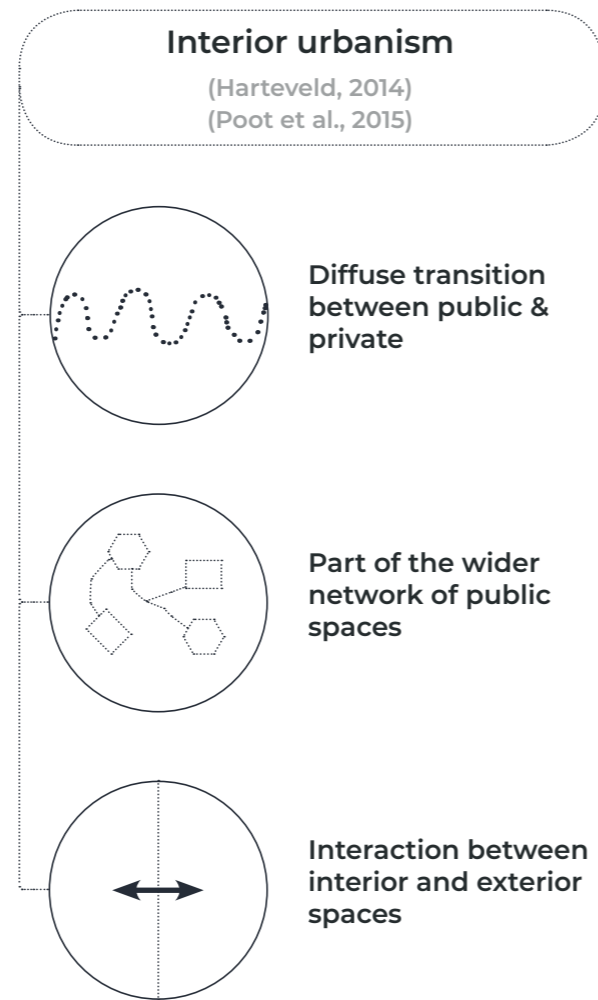 Interior urbanism
(Harteveld, 2014)
(Poot et al., 2015)
Diffuse transition
between public &
private
Part of the wider
network of public
spaces
Interaction between
interior and exterior
spaces